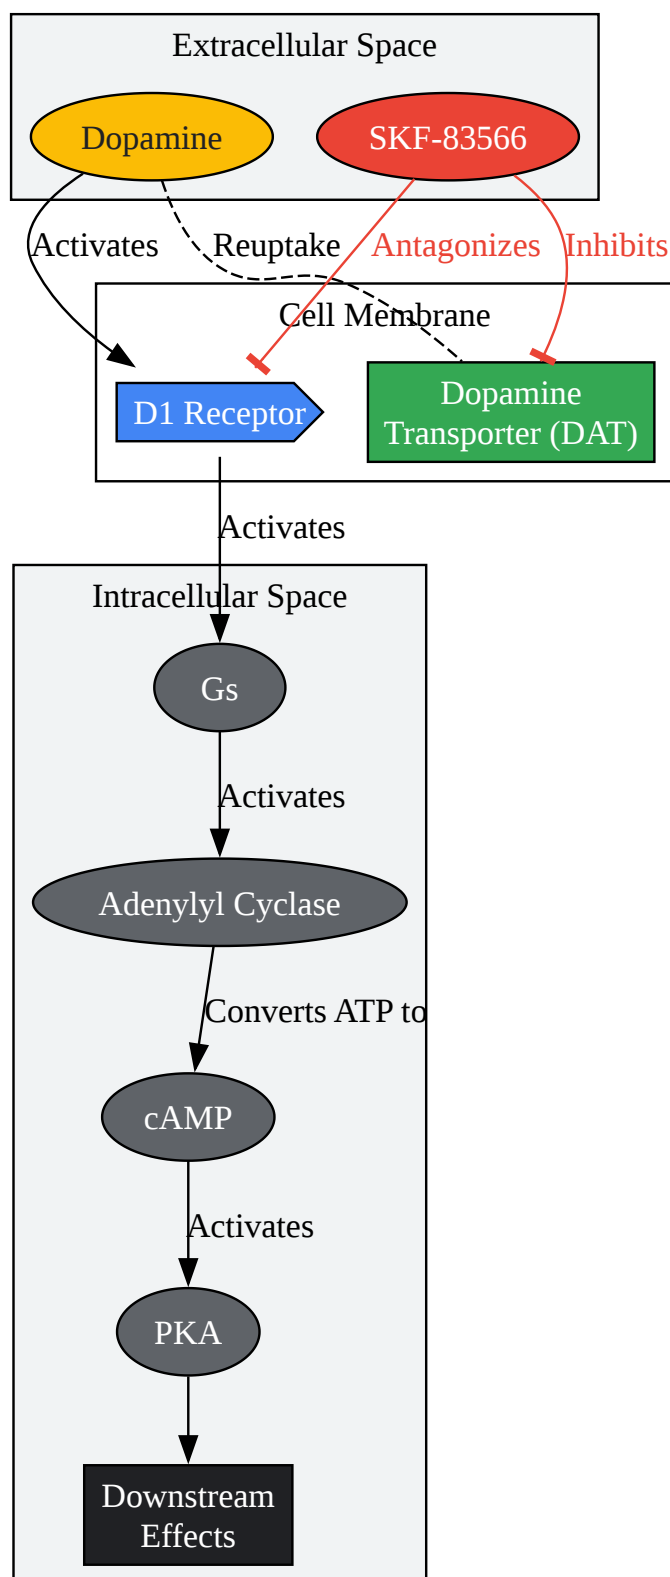 Extracellular Space
Dopamine
SKF-83566
Activates
Reuptake
Antagonizes
Inhibits
Cell Membrane
D1 Receptor
Dopamine
Transporter (DAT)
Activates
Intracellular Space
Gs
Activates
Adenylyl Cyclase
Converts ATP to
cAMP
Activates
PKA
Downstream
Effects